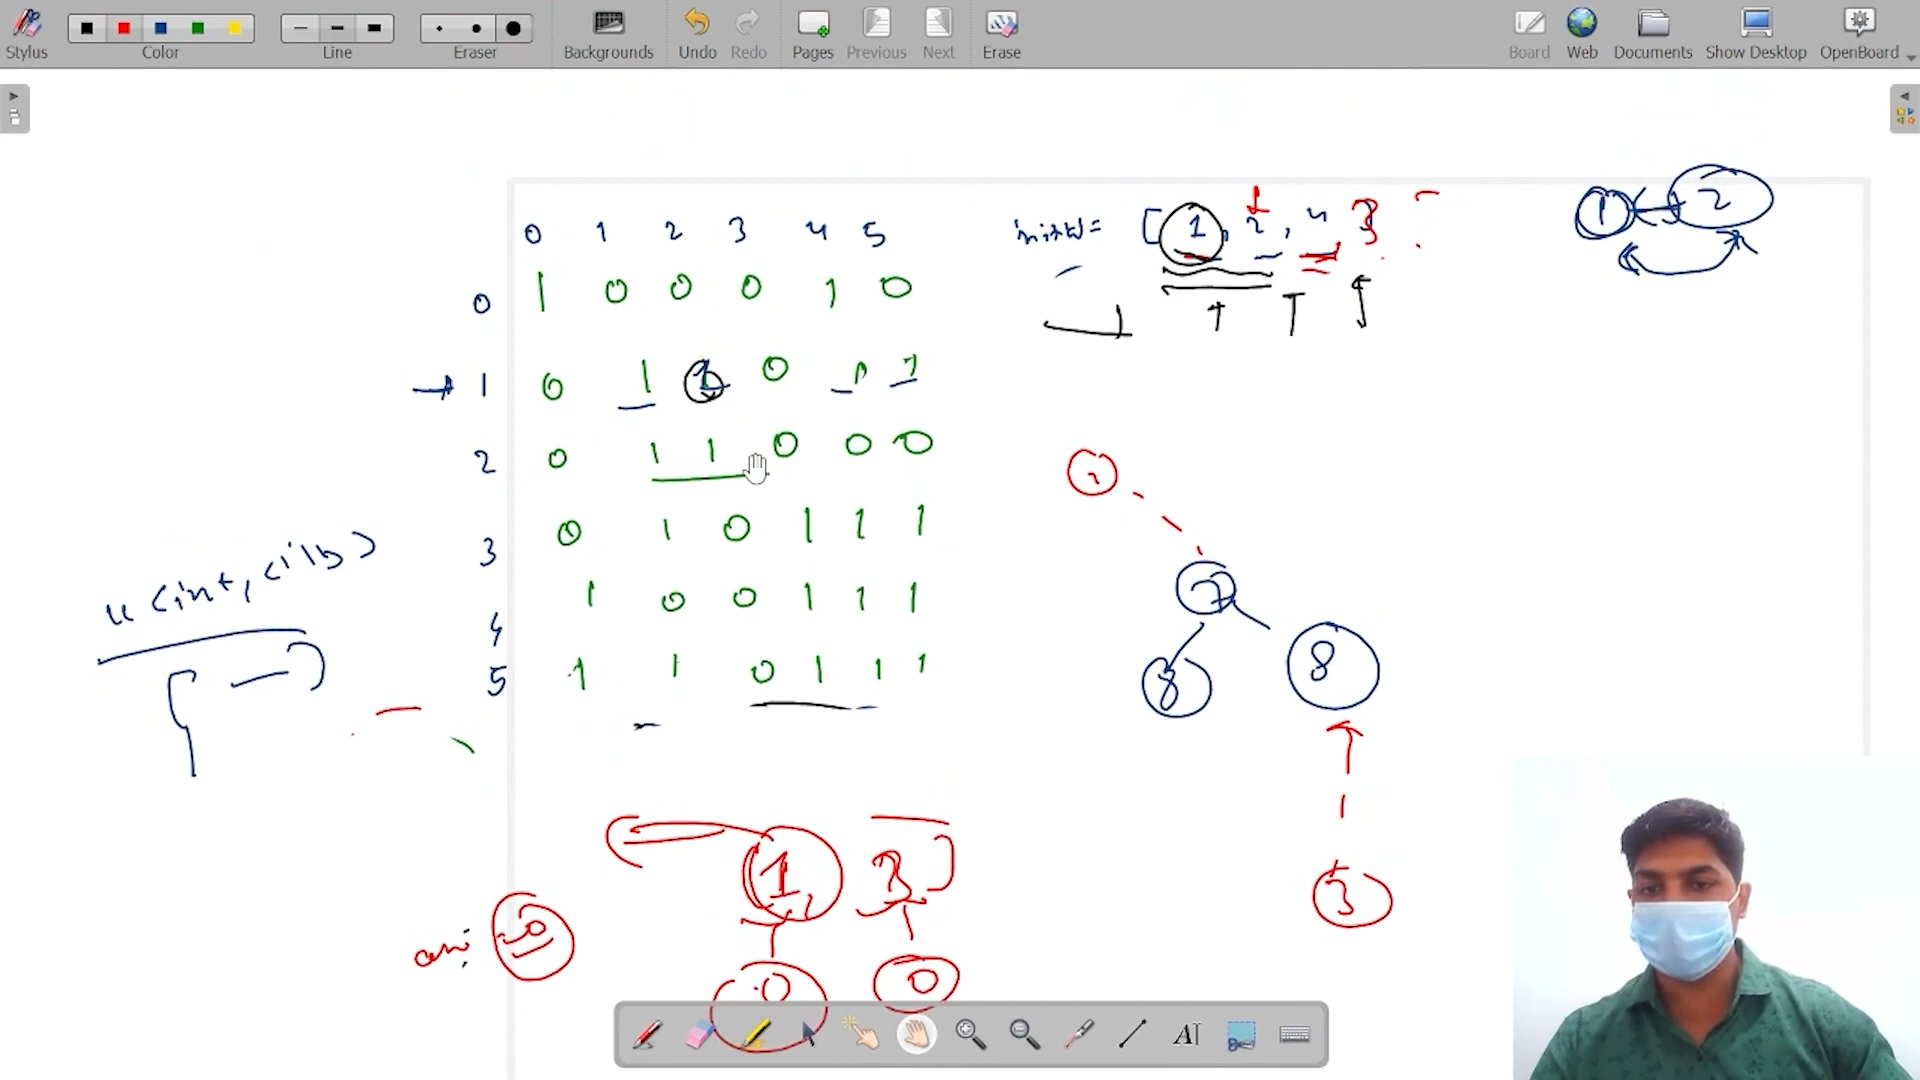 Stylus Color Line Eraser Backgrounds Undo Redo Pages Previous Next Erase Board Web Documents Show Desktop OpenBoard
0 1 2 3 4 5
[ 1, 2, 4 3
1 2
0 1 0 0 0 1 0
1 0 1 1 0 1 1
2 0 1 1 0 0 0
3 0 1 0 1 1 1
4 1 0 0 1 1 1
5 1 1 0 1 1 1
7
8 8
1, 3
3
ans:
0 0